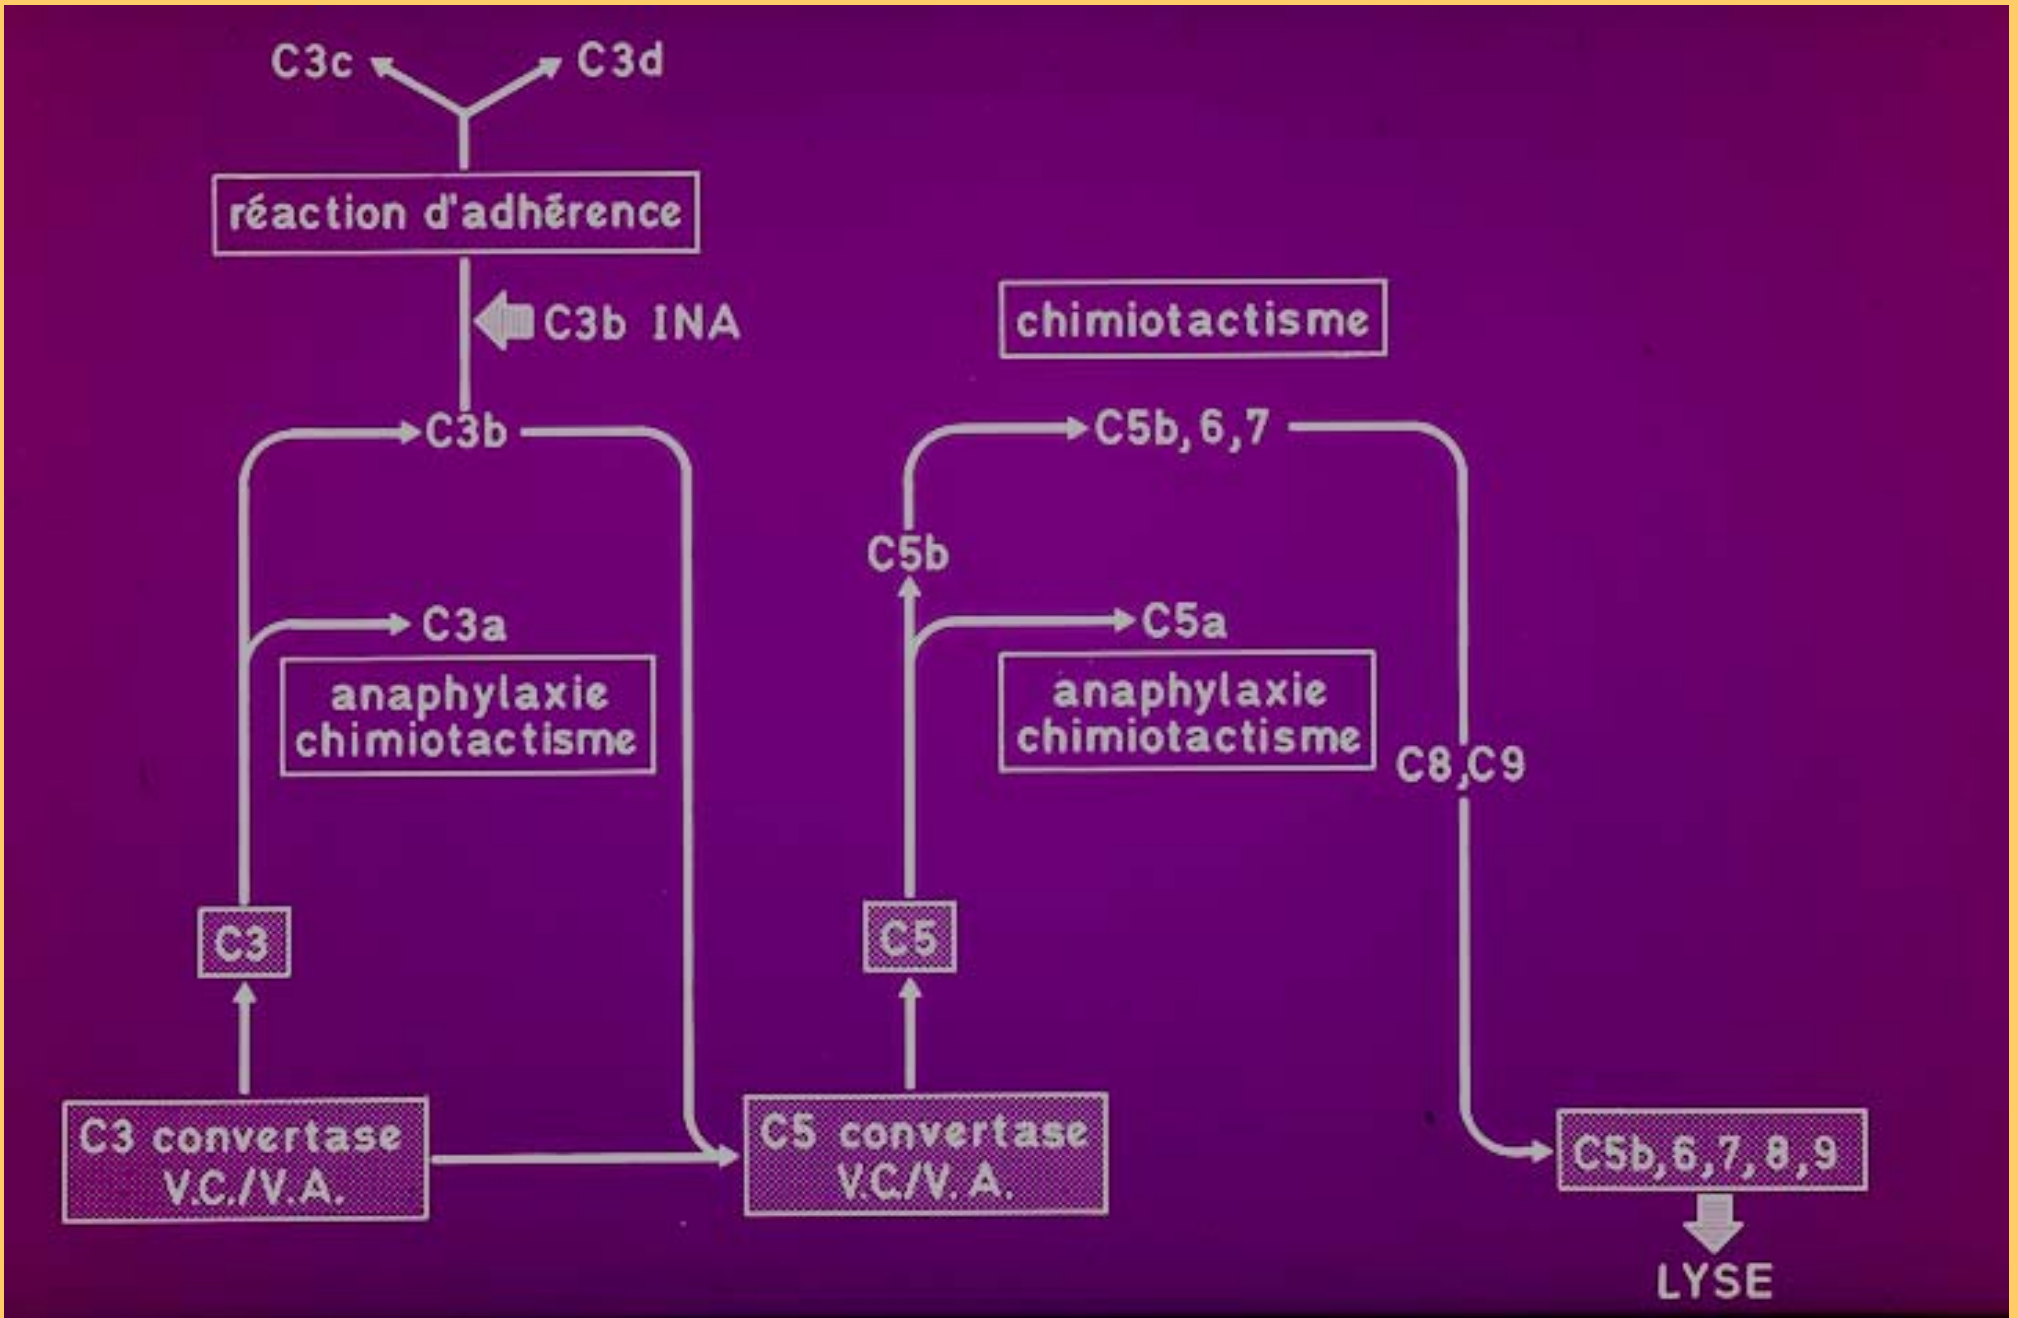 C3c
C3d
réaction d'adhérence
C3b INA
chimiotactisme
C3b
C5b,6,7
C5b
C3a
C5a
anaphylaxie
chimiotactisme
anaphylaxie
chimiotactisme
C8,C9
C3
C5
C3 convertase
V.C./V.A.
C5 convertase
V.C./V.A.
C5b,6,7,8,9
LYSE